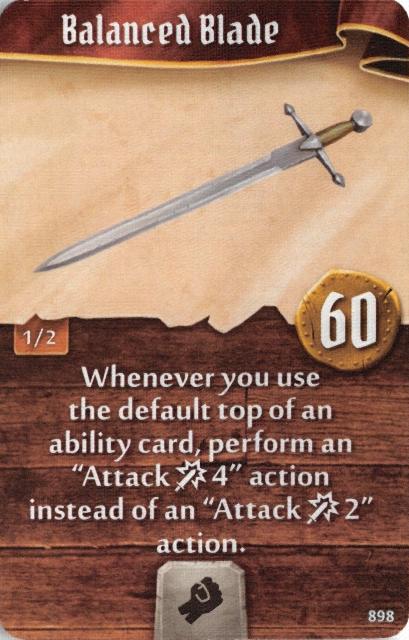 Balanced Blade
60
1/2
Whenever you use
the default top of an
ability card, perform an
“Attack 4” action
instead of an “Attack 2”
action.
898